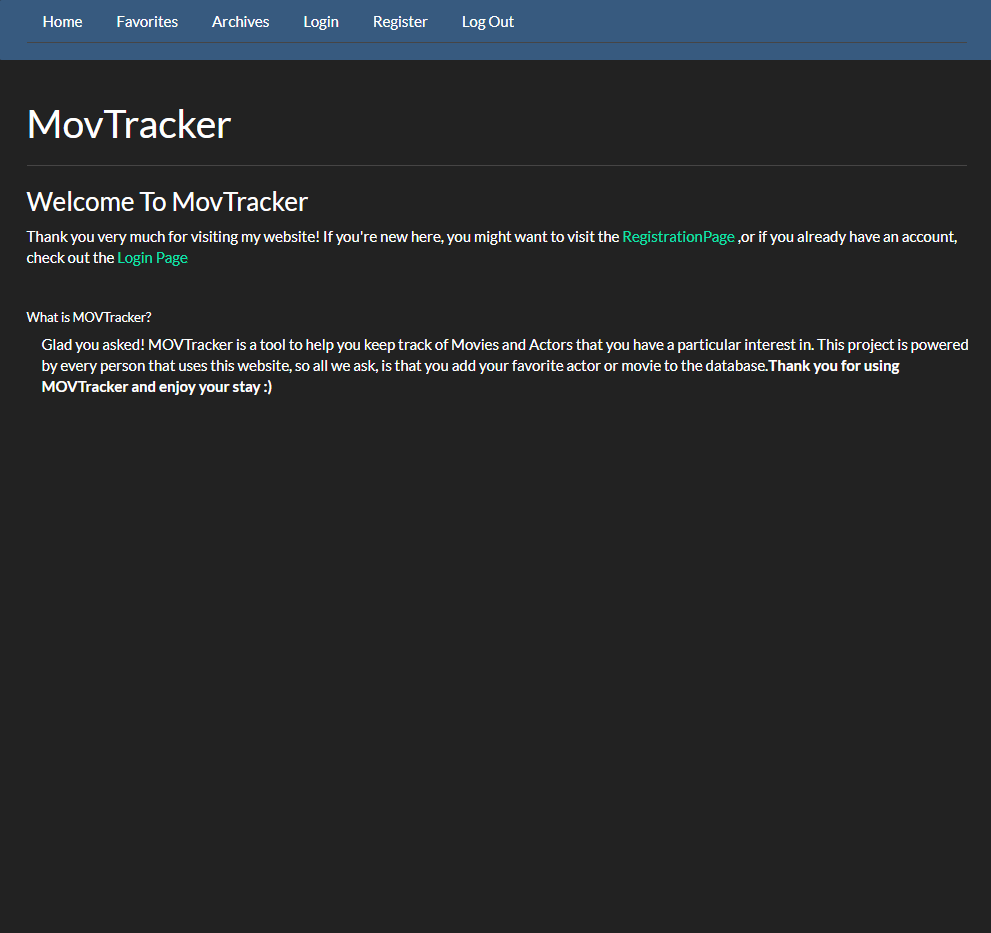 Home Favorites Archives Login Register Log Out
MovTracker
Welcome To MovTracker
Thank you very much for visiting my website! If you're new here, you might want to visit the RegistrationPage ,or if you already have an account,
check out the Login Page
What is MOVTracker?
Glad you asked! MOVTracker is a tool to help you keep track of Movies and Actors that you have a particular interest in. This project is powered
by every person that uses this website, so all we ask, is that you add your favorite actor or movie to the database.Thank you for using
MOVTracker and enjoy your stay :)